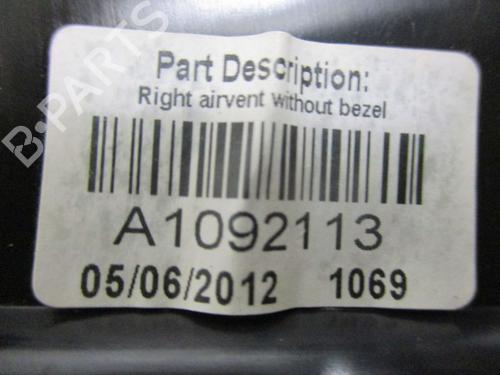 B-PARTS
Part Description:
Right airvent without bezel
A1092113
05/06/2012 1069